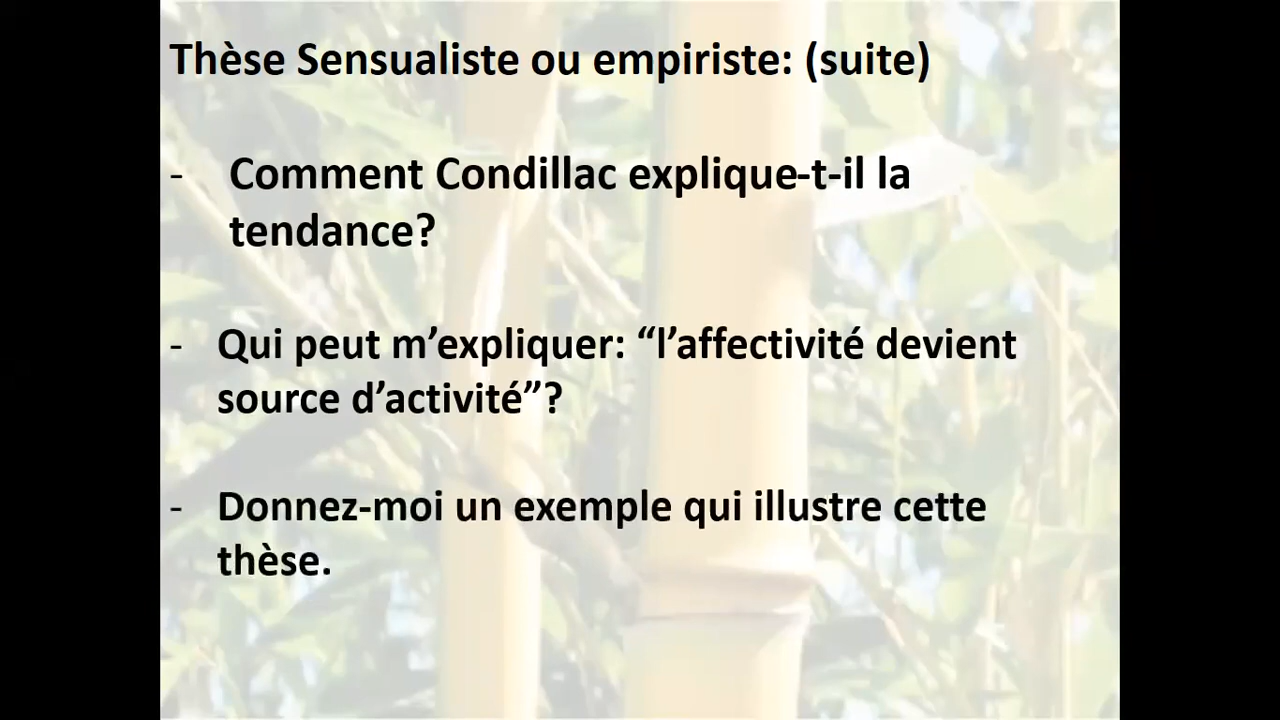 Thèse Sensualiste ou empiriste: (suite)
- Comment Condillac explique-t-il la
tendance?
- Qui peut m’expliquer: “l’affectivité devient
source d’activité”?
- Donnez-moi un exemple qui illustre cette
thèse.